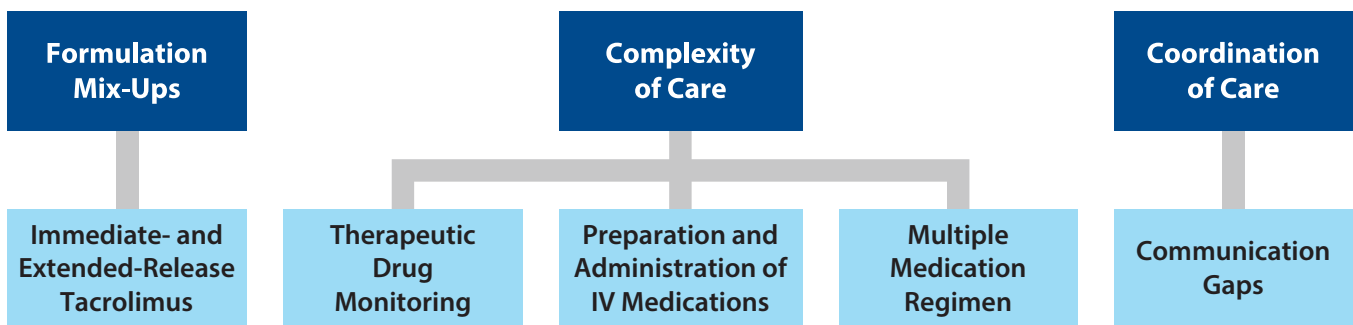 Formulation
Mix-Ups
Complexity
of Care
Coordination
of Care
Immediate- and
Extended-Release
Tacrolimus
Therapeutic
Drug
Monitoring
Preparation and
Administration of
IV Medications
Multiple
Medication
Regimen
Communication
Gaps